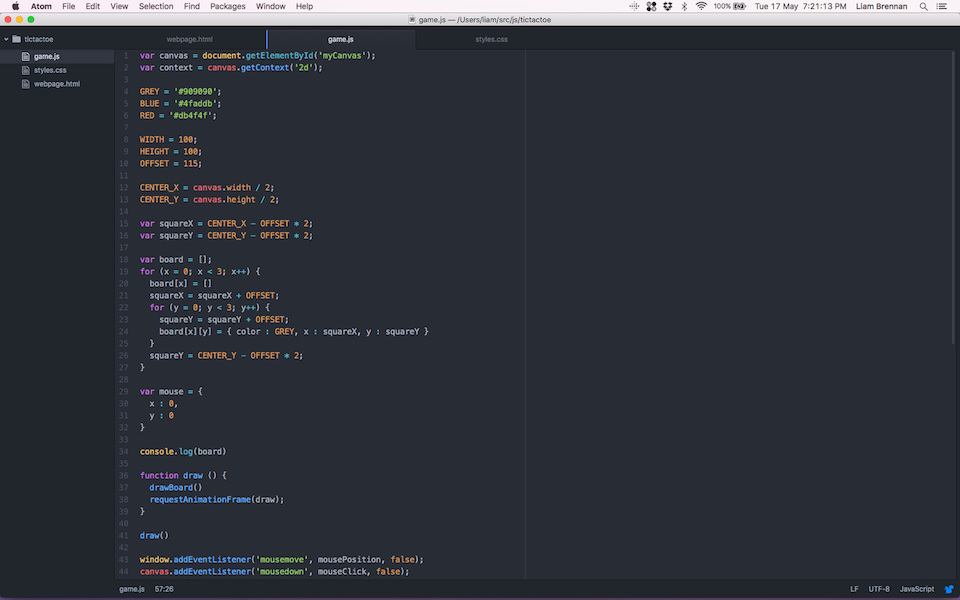 Atom File Edit View Selection Find Packages Window Help 100% Tue 17 May 7:21:13 PM Liam Brennan
game.js — /Users/liam/src/js/tictactoe
tictactoe webpage.html game.js styles.css
game.js
styles.css
webpage.html
1 var canvas = document.getElementById('myCanvas');
2 var context = canvas.getContext('2d');
3
4 GREY = '#909090';
5 BLUE = '#4faddb';
6 RED = '#db4f4f';
7
8 WIDTH = 100;
9 HEIGHT = 100;
10 OFFSET = 115;
11
12 CENTER_X = canvas.width / 2;
13 CENTER_Y = canvas.height / 2;
14
15 var squareX = CENTER_X - OFFSET * 2;
16 var squareY = CENTER_Y - OFFSET * 2;
17
18 var board = [];
19 for (x = 0; x < 3; x++) {
20 board[x] = []
21 squareX = squareX + OFFSET;
22 for (y = 0; y < 3; y++) {
23 squareY = squareY + OFFSET;
24 board[x][y] = { color : GREY, x : squareX, y : squareY }
25 }
26 squareY = CENTER_Y - OFFSET * 2;
27 }
28
29 var mouse = {
30 x : 0,
31 y : 0
32 }
33
34 console.log(board)
35
36 function draw () {
37 drawBoard()
38 requestAnimationFrame(draw);
39 }
40
41 draw()
42
43 window.addEventListener('mousemove', mousePosition, false);
44 canvas.addEventListener('mousedown', mouseClick, false);
game.js 57:26 LF UTF-8 JavaScript